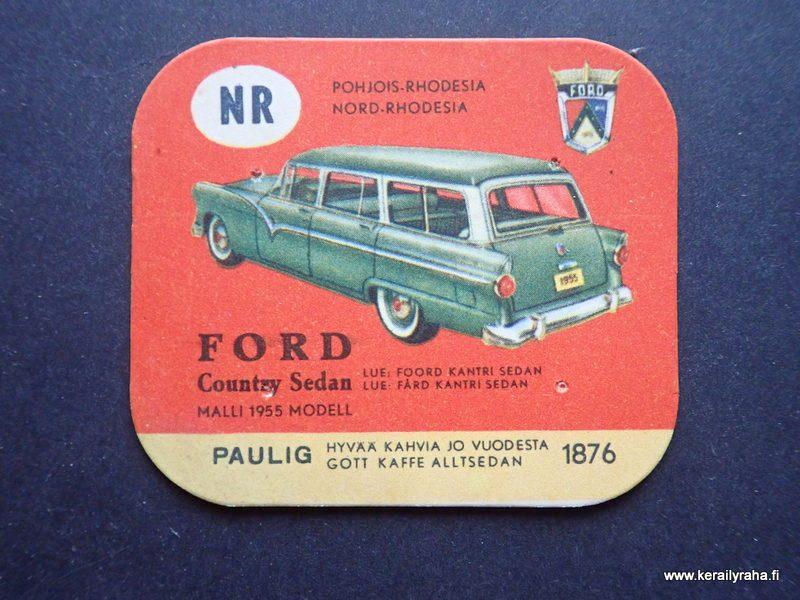 NR
POHJOIS-RHODESIA
NORD-RHODESIA
FORD
1955
FORD
Country Sedan
LUE: FOORD KANTRI SEDAN
LUE: FÅRD KANTRI SEDAN
MALLI 1955 MODELL
PAULIG
HYVÄÄ KAHVIA JO VUODESTA
GOTT KAFFE ALLTSEDAN
1876
www.kerailyraha.fi